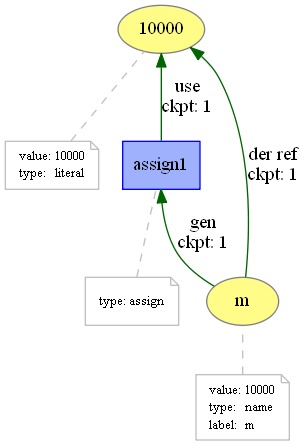 10000
use
ckpt: 1
value: 10000
type: literal
assign1
der ref
ckpt: 1
gen
ckpt: 1
type: assign
m
value: 10000
type: name
label: m